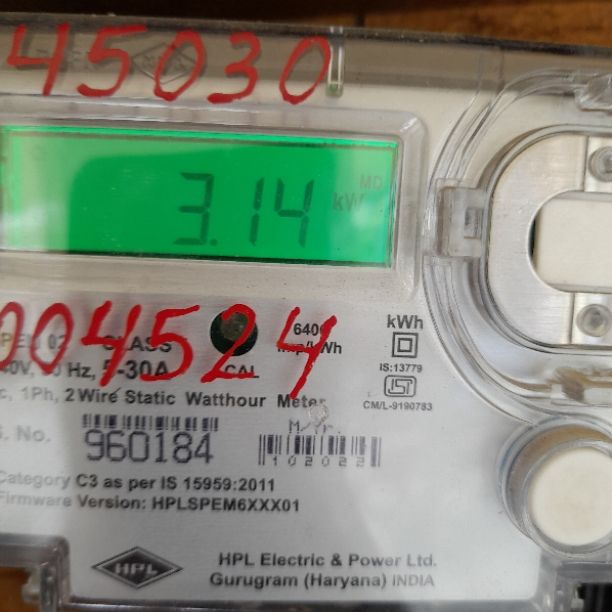 45030
3.14 kW MD
004524
CLASS 6400 kWh
Hz, 5-30A CAL imp/kWh IS:13779
1Ph, 2 Wire Static Watthour Meter CM/L-9190783
S. No. 960184 M/Yr. 102022
Category C3 as per IS 15959:2011
Firmware Version: HPLSPEM6XXX01
HPL HPL Electric & Power Ltd.
Gurugram (Haryana) INDIA